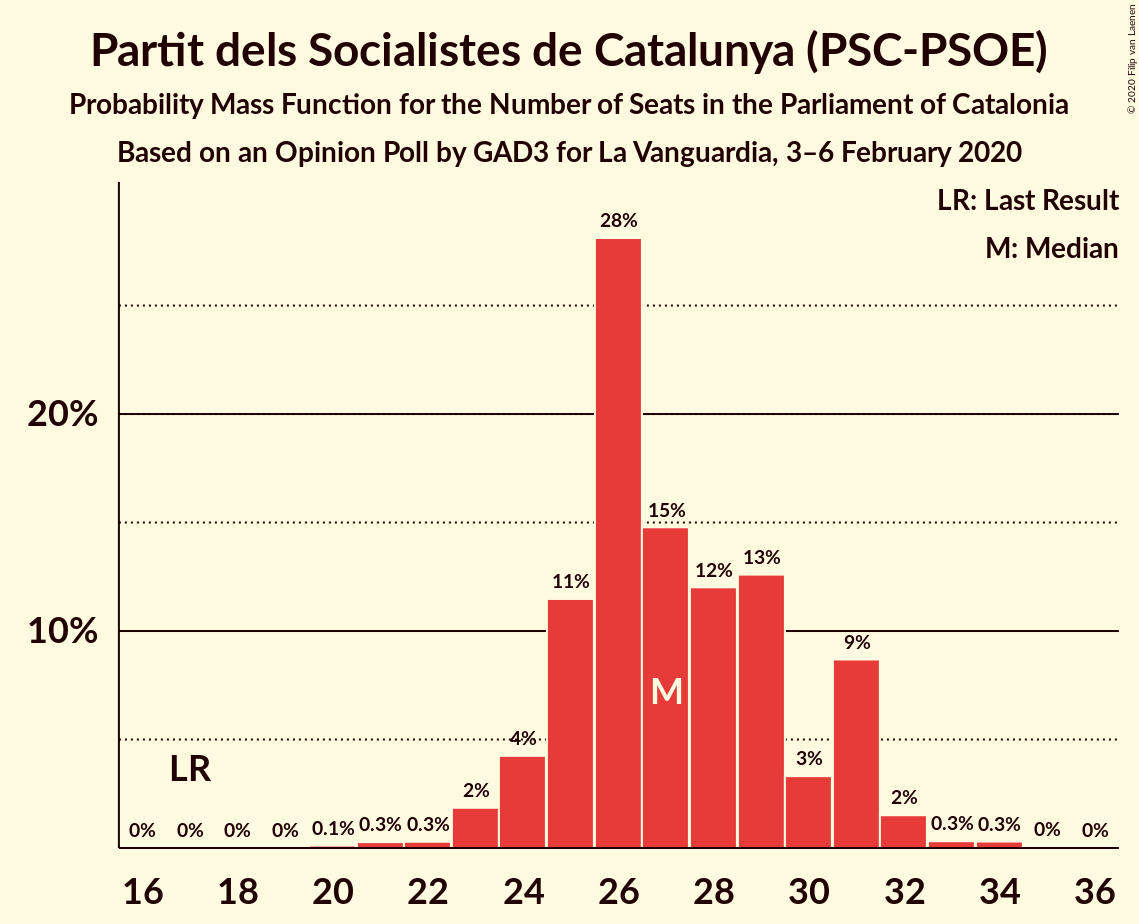 Partit dels Socialistes de Catalunya (PSC-PSOE)
Probability Mass Function for the Number of Seats in the Parliament of Catalonia
Based on an Opinion Poll by GAD3 for La Vanguardia, 3–6 February 2020
© 2020 Filip van Laenen
LR: Last Result
M: Median
28%
20%
15%
13%
12%
11%
10%
9%
M
4%
LR
3%
2%
2%
0% 0% 0% 0% 0.1% 0.3% 0.3% 0.3% 0.3% 0% 0%
16 18 20 22 24 26 28 30 32 34 36